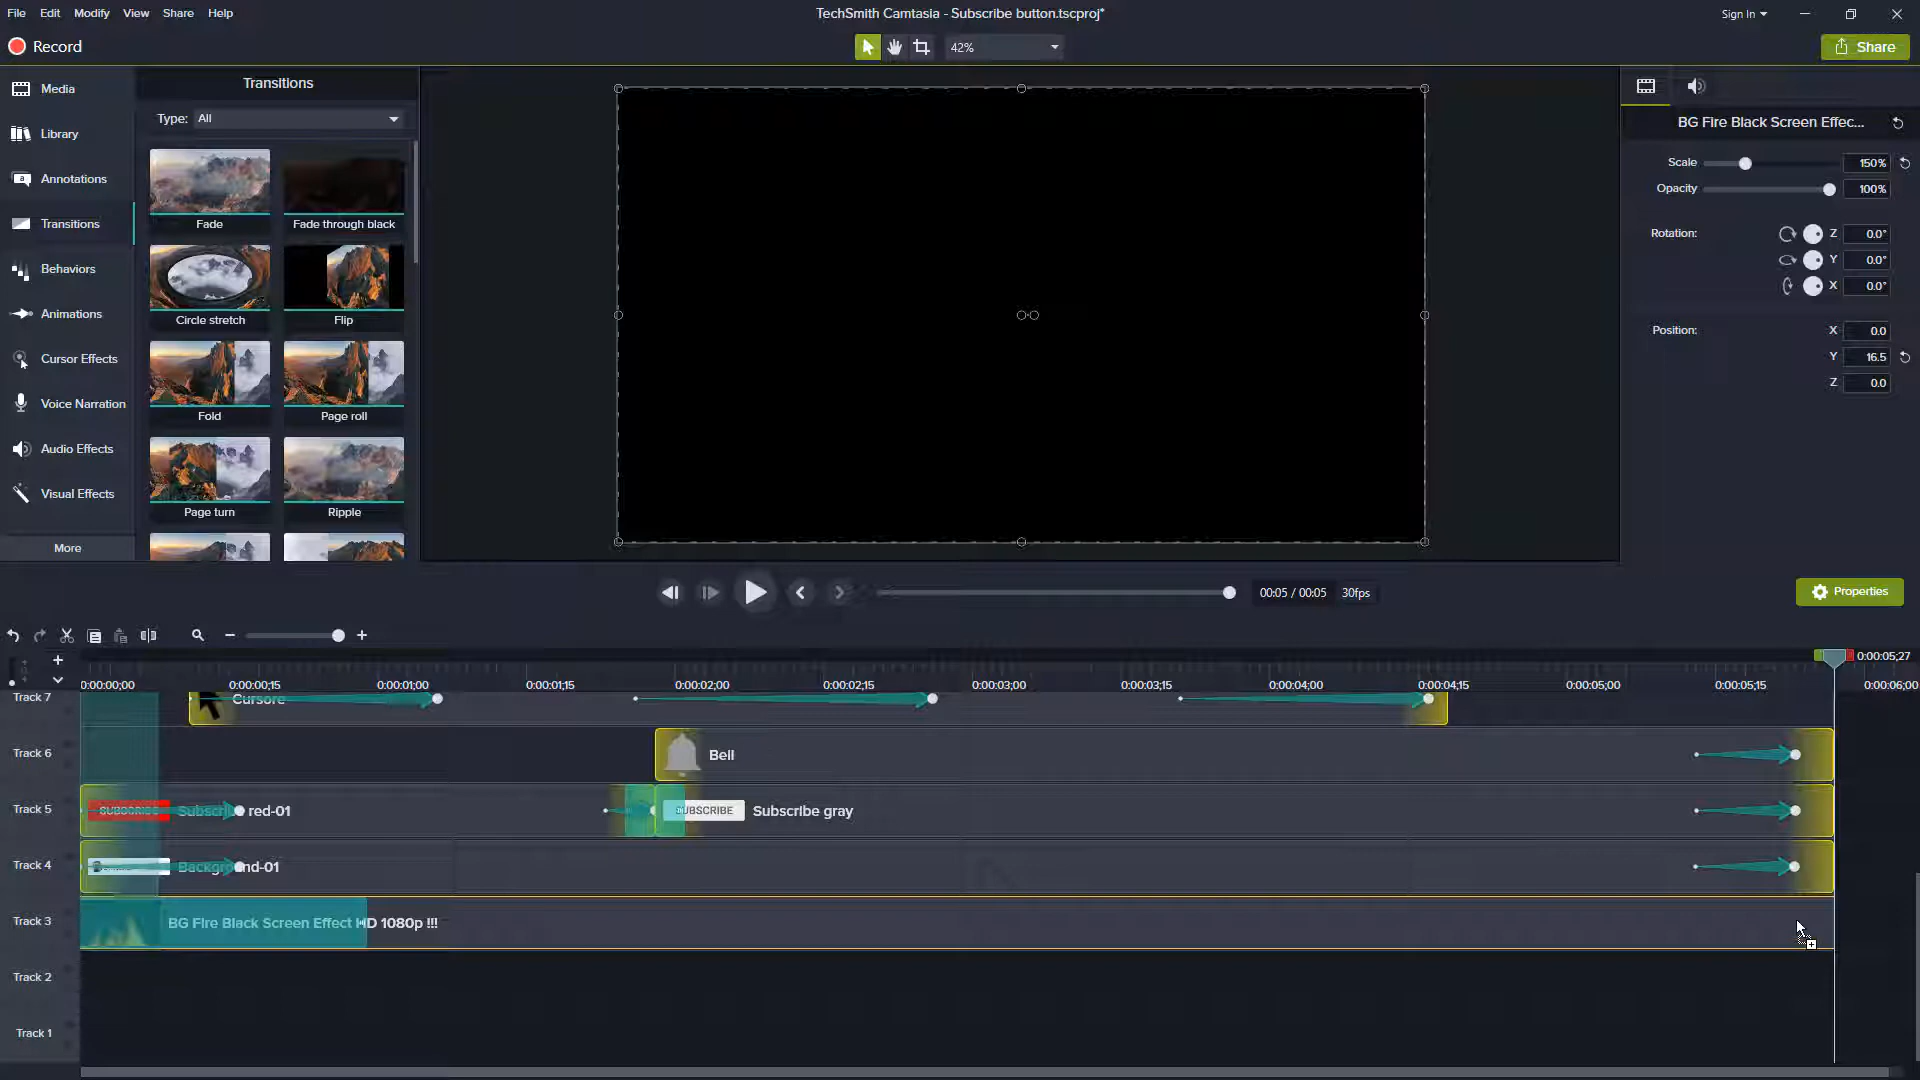 File Edit Modify View Share Help
TechSmith Camtasia - Subscribe button.tscproj*
Sign In
Record
42%
Share
Media
Library
Annotations
Transitions
Behaviors
Animations
Cursor Effects
Voice Narration
Audio Effects
Visual Effects
More
Transitions
Type: All
Fade
Fade through black
Circle stretch
Flip
Fold
Page roll
Page turn
Ripple
BG Fire Black Screen Effec...
Scale 150%
Opacity 100%
Rotation: Z 0.0°
Y 0.0°
X 0.0°
Position: X 0.0
Y 16.5
Z 0.0
00:05 / 00:05 30fps
Properties
0:00:05;27
0:00:00;00 0:00:00;15 0:00:01;00 0:00:01;15 0:00:02;00 0:00:02;15 0:00:03;00 0:00:03;15 0:00:04;00 0:00:04;15 0:00:05;00 0:00:05;15 0:00:06;00
Track 7 Cursore
Track 6 Bell
Track 5 SUBSCRIBE Subscribe red-01 SUBSCRIBE Subscribe gray
Track 4 Background-01
Track 3 BG Fire Black Screen Effect HD 1080p !!!
Track 2
Track 1